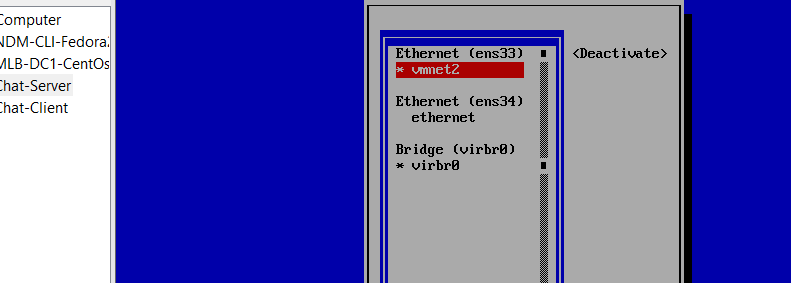 Computer
NDM-CLI-Fedora2
MLB-DC1-CentOs
Chat-Server
Chat-Client
Ethernet (ens33)
<Deactivate>
* vmnet2
Ethernet (ens34)
ethernet
Bridge (virbr0)
* virbr0